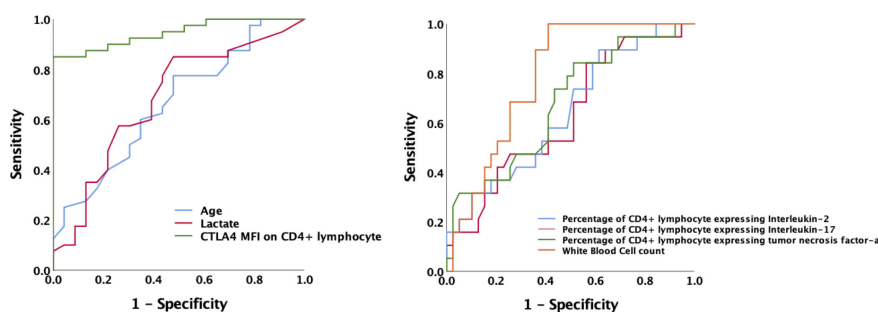 1.0
0.8
0.6
0.4
0.2
0.0
Sensitivity
0.0 0.2 0.4 0.6 0.8 1.0
1 – Specificity
Age
Lactate
CTLA4 MFI on CD4+ lymphocyte
1.0
0.8
0.6
0.4
0.2
0.0
Sensitivity
0.0 0.2 0.4 0.6 0.8 1.0
1 – Specificity
Percentage of CD4+ lymphocyte expressing Interleukin-2
Percentage of CD4+ lymphocyte expressing Interleukin-17
Percentage of CD4+ lymphocyte expressing tumor necrosis factor-a
White Blood Cell count